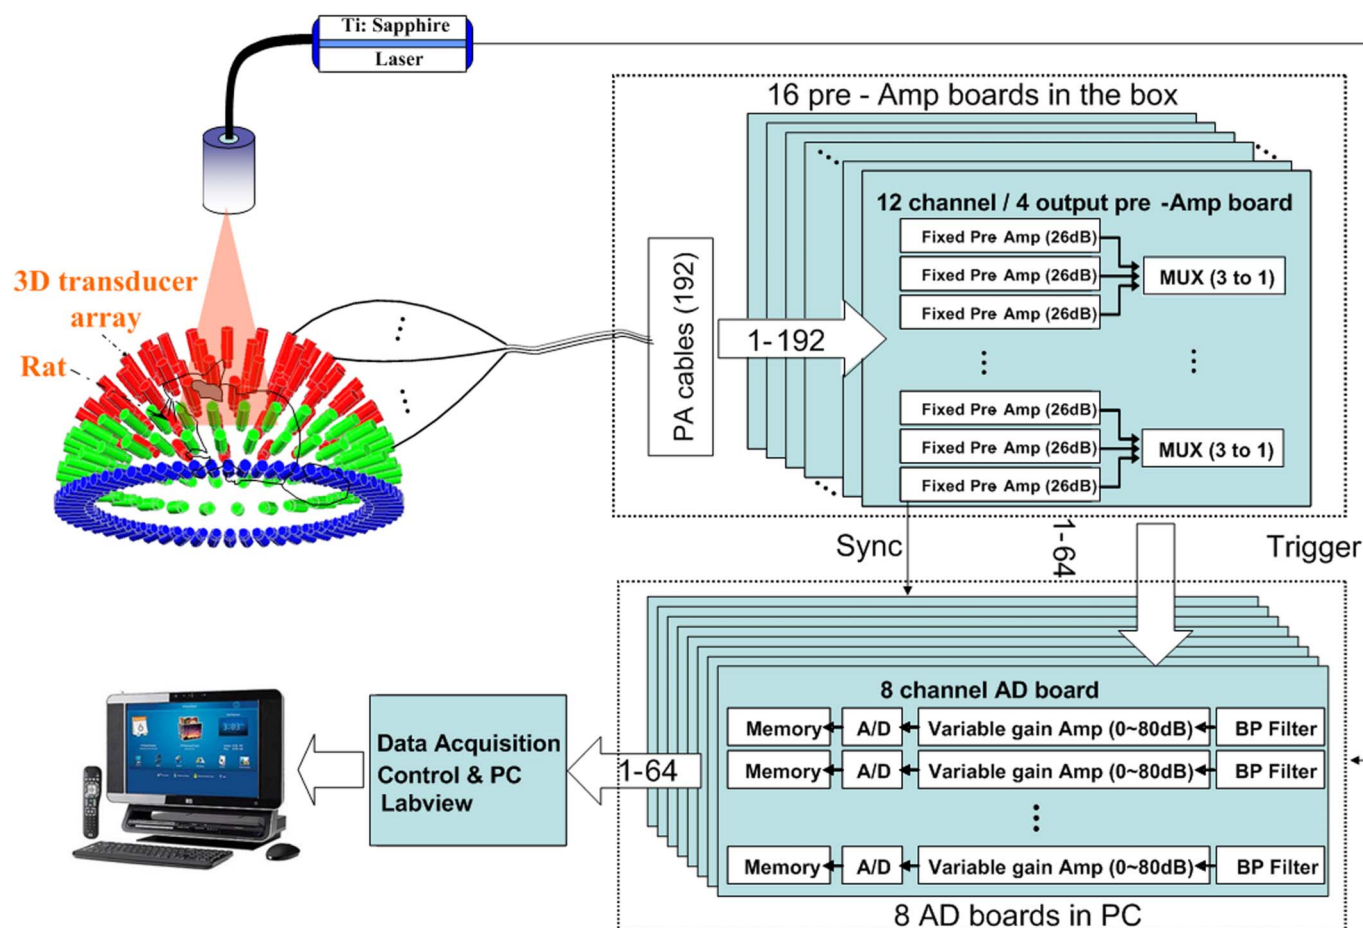 Ti: Sapphire
Laser
3D transducer
array
Rat
PA cables (192)
1-192
16 pre - Amp boards in the box
12 channel / 4 output pre -Amp board
Fixed Pre Amp (26dB)
Fixed Pre Amp (26dB)
Fixed Pre Amp (26dB)
MUX (3 to 1)
Fixed Pre Amp (26dB)
Fixed Pre Amp (26dB)
Fixed Pre Amp (26dB)
MUX (3 to 1)
Sync
1-64
Trigger
8 channel AD board
Memory A/D Variable gain Amp (0~80dB) BP Filter
Memory A/D Variable gain Amp (0~80dB) BP Filter
Memory A/D Variable gain Amp (0~80dB) BP Filter
8 AD boards in PC
1-64
Data Acquisition
Control & PC
Labview